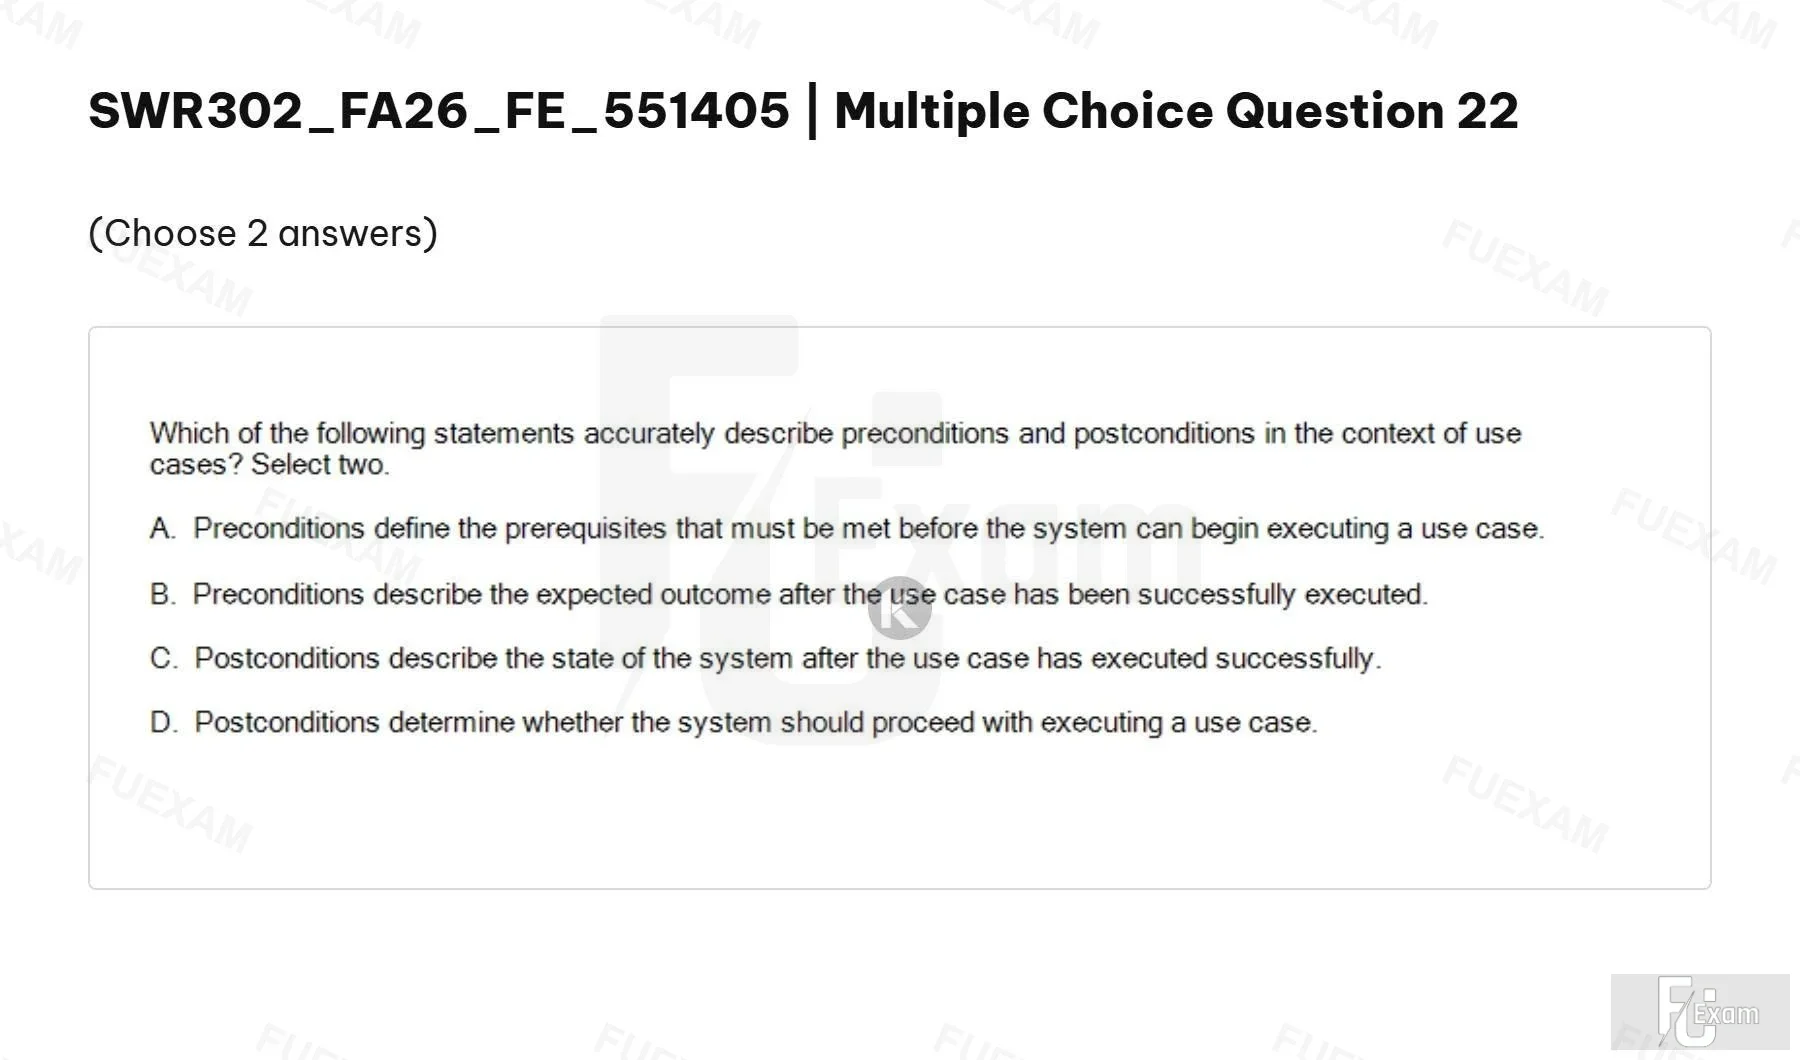 SWR302_FA26_FE_551405 | Multiple Choice Question 22
(Choose 2 answers)
Which of the following statements accurately describe preconditions and postconditions in the context of use
cases? Select two.
A. Preconditions define the prerequisites that must be met before the system can begin executing a use case.
B. Preconditions describe the expected outcome after the use case has been successfully executed.
C. Postconditions describe the state of the system after the use case has executed successfully.
D. Postconditions determine whether the system should proceed with executing a use case.
FUEXAM
FU Exam